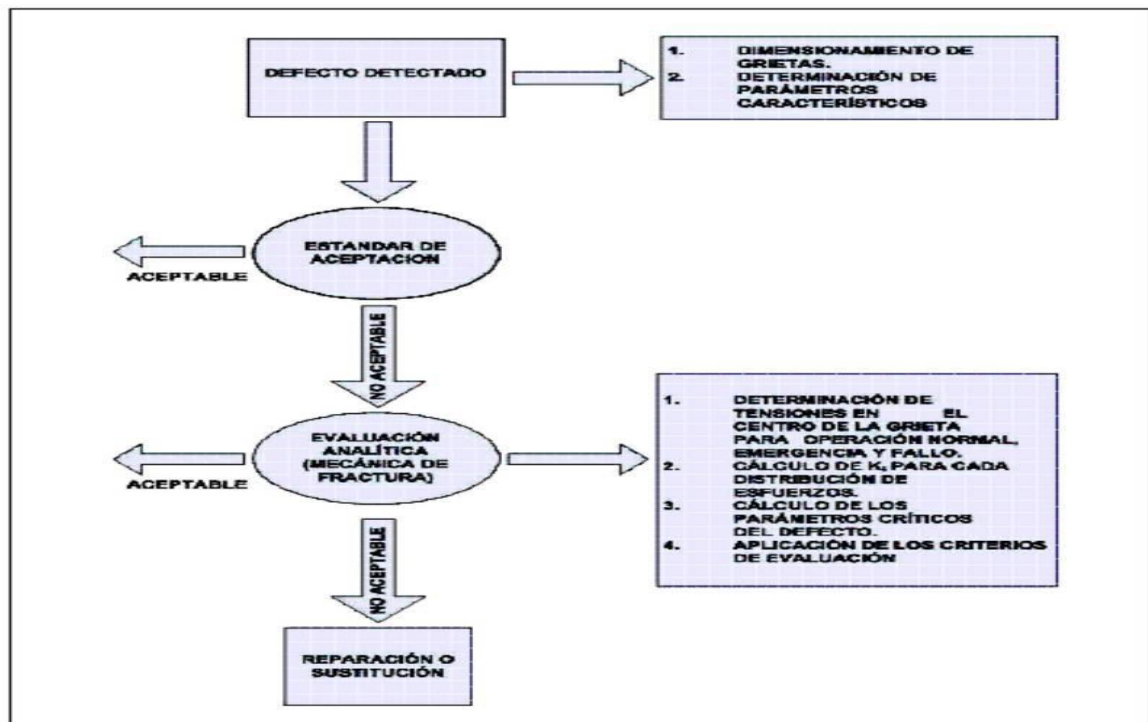 DEFECTO DETECTADO
1. DIMENSIONAMIENTO DE
GRIETAS.
2. DETERMINACIÓN DE
PARÁMETROS
CARACTERÍSTICOS
ESTANDAR DE
ACEPTACION
ACEPTABLE
NO ACEPTABLE
EVALUACIÓN
ANALÍTICA
(MECÁNICA DE
FRACTURA)
ACEPTABLE
1. DETERMINACIÓN DE
TENSIONES EN EL
CENTRO DE LA GRIETA
PARA OPERACIÓN NORMAL,
EMERGENCIA Y FALLO.
2. CÁLCULO DE K, PARA CADA
DISTRIBUCIÓN DE
ESFUERZOS.
3. CÁLCULO DE LOS
PARÁMETROS CRÍTICOS
DEL DEFECTO.
4. APLICACIÓN DE LOS CRITERIOS
DE EVALUACIÓN
NO ACEPTABLE
REPARACIÓN O
SUSTITUCIÓN